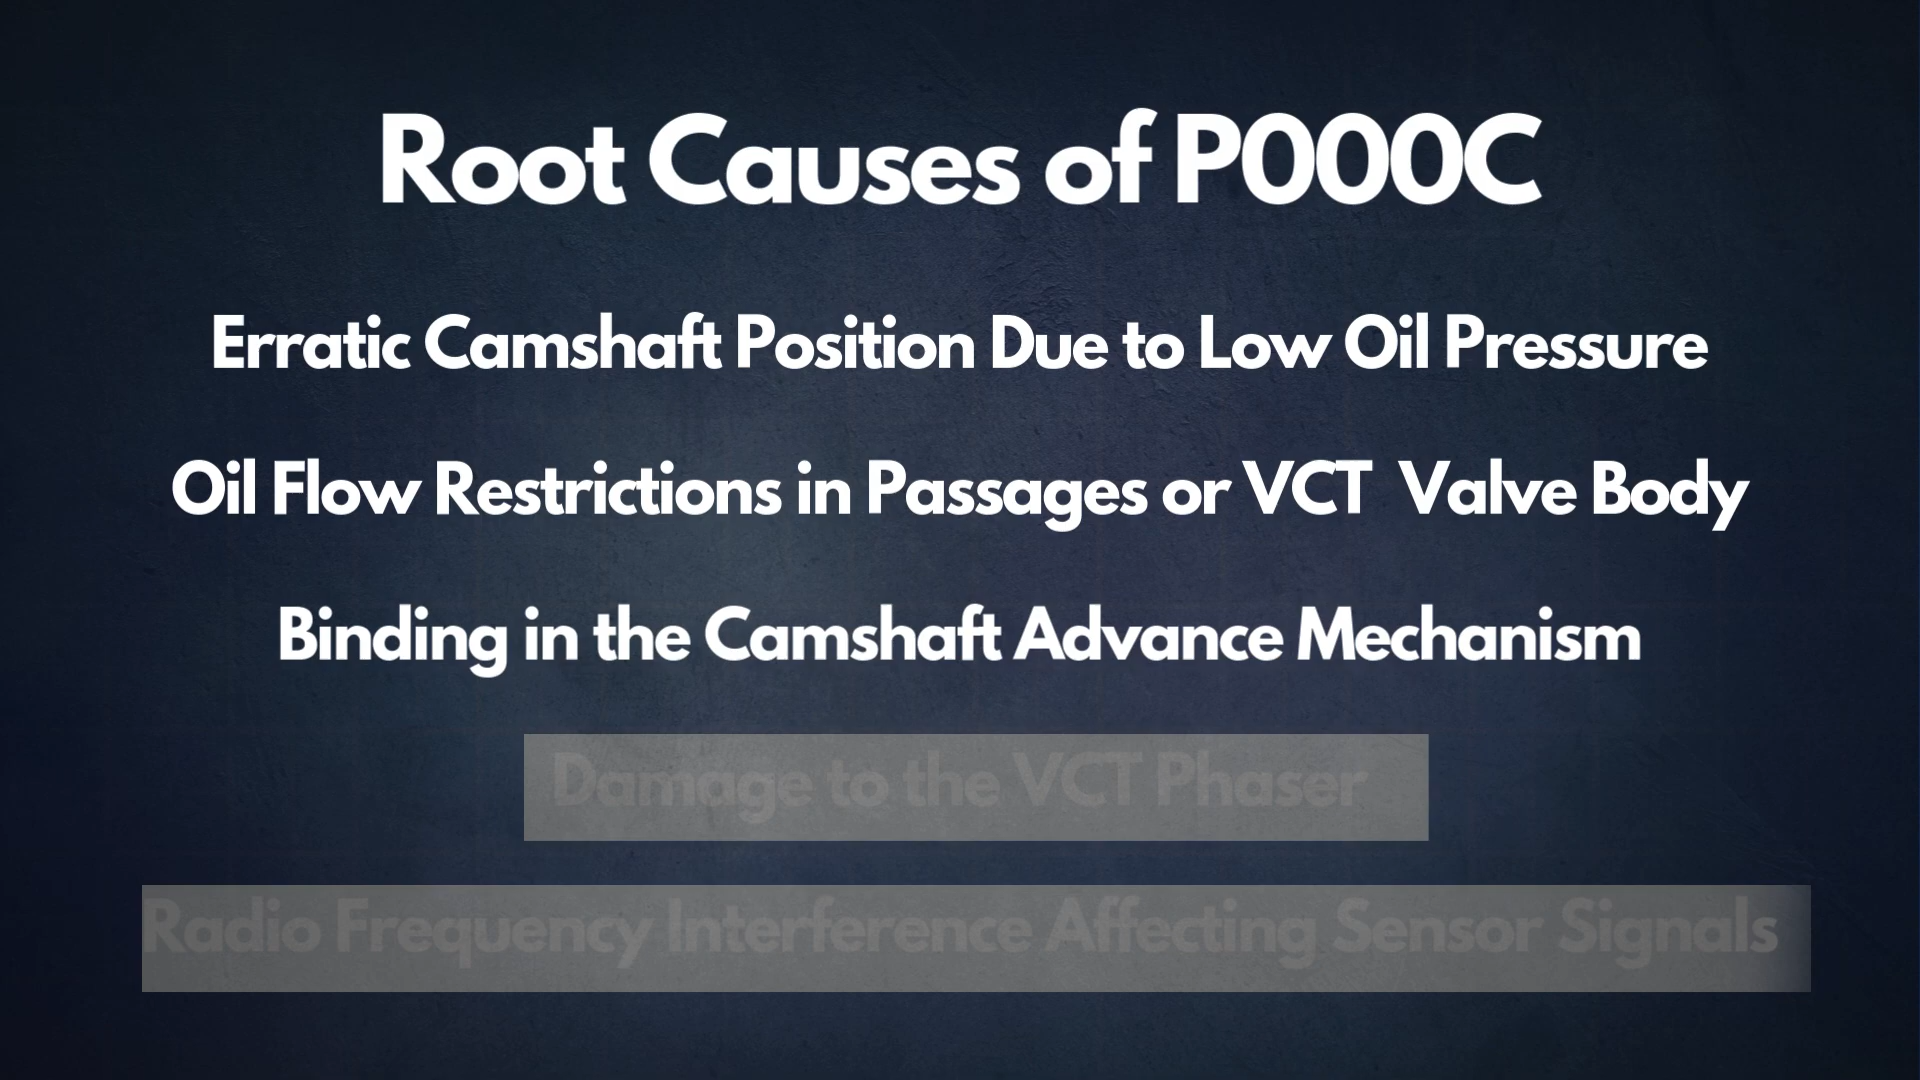 Root Causes of P000C
Erratic Camshaft Position Due to Low Oil Pressure
Oil Flow Restrictions in Passages or VCT Valve Body
Binding in the Camshaft Advance Mechanism
Damage to the VCT Phaser
Radio Frequency Interference Affecting Sensor Signals